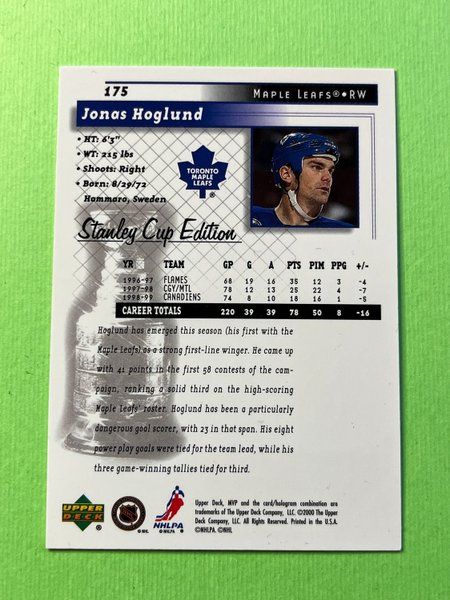 175
MAPLE LEAFS®•RW
Jonas Hoglund
• HT: 6'3"
• WT: 215 lbs
• Shoots: Right
• Born: 8/29/72
Hammaro, Sweden
TORONTO
MAPLE
LEAFS
®
Stanley Cup Edition
YR TEAM GP G A PTS PIM PPG +/-
1996-97 FLAMES 68 19 16 35 12 3 -4
1997-98 CGY/MTL 78 12 13 25 22 4 -7
1998-99 CANADIENS 74 8 10 18 16 1 -5
CAREER TOTALS 220 39 39 78 50 8 -16
Hoglund has emerged this season (his first with the
Maple Leafs) as a strong first-line winger. He came up
with 41 points in the first 58 contests of the cam-
paign, ranking a solid third on the high-scoring
Maple Leafs' roster. Hoglund has been a particularly
dangerous goal scorer, with 23 in that span. His eight
power play goals were tied for the team lead, while his
three game-winning tallies tied for third.
UPPER
DECK
®
NHL
©NHL
NHLPA
©NHLPA
Upper Deck, MVP and the card/hologram combination are
trademarks of The Upper Deck Company, LLC. ©2000 The Upper
Deck Company, LLC. All Rights Reserved. Printed in the U.S.A.
©NHLPA. ©NHL